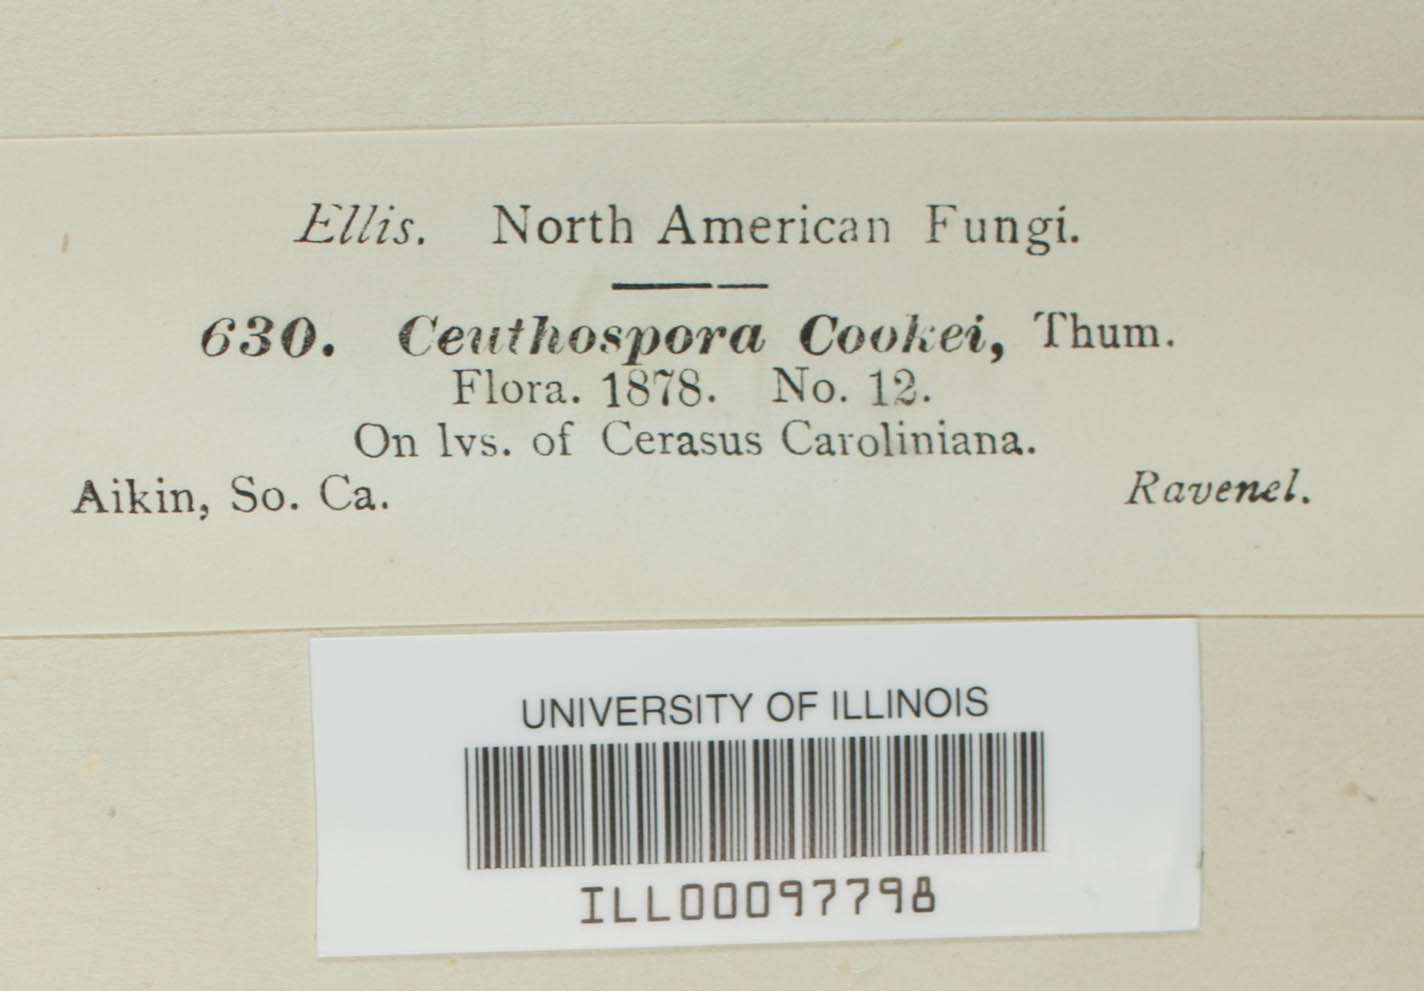 Ellis. North American Fungi.
630. Ceuthospora Cookei, Thum.
Flora. 1878. No. 12.
On lvs. of Cerasus Caroliniana.
Aikin, So. Ca.
Ravenel.
UNIVERSITY OF ILLINOIS
ILL00097798